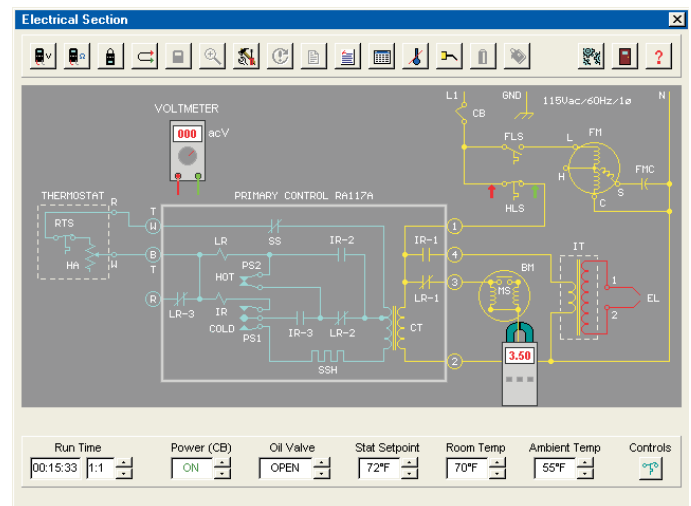 Electrical Section
V
Ω
?
L1
GND
115Vac/60Hz/1ø
N
CB
VOLTMETER
000 acV
FLS
L
FM
H
S
FMC
C
HLS
THERMOSTAT
R
T
PRIMARY CONTROL RA117A
RTS
W
SS
1
LR
IR-2
IR-1
4
IT
HA
W
B
T
PS2
HOT
BM
1
R
LR-1
3
MS
EL
LR-3
IR
2
COLD
PS1
IR-3
LR-2
CT
3.50
SSH
2
Run Time
Power (CB)
Oil Valve
Stat Setpoint
Room Temp
Ambient Temp
Controls
00:15:33
1:1
ON
OPEN
72°F
70°F
55°F